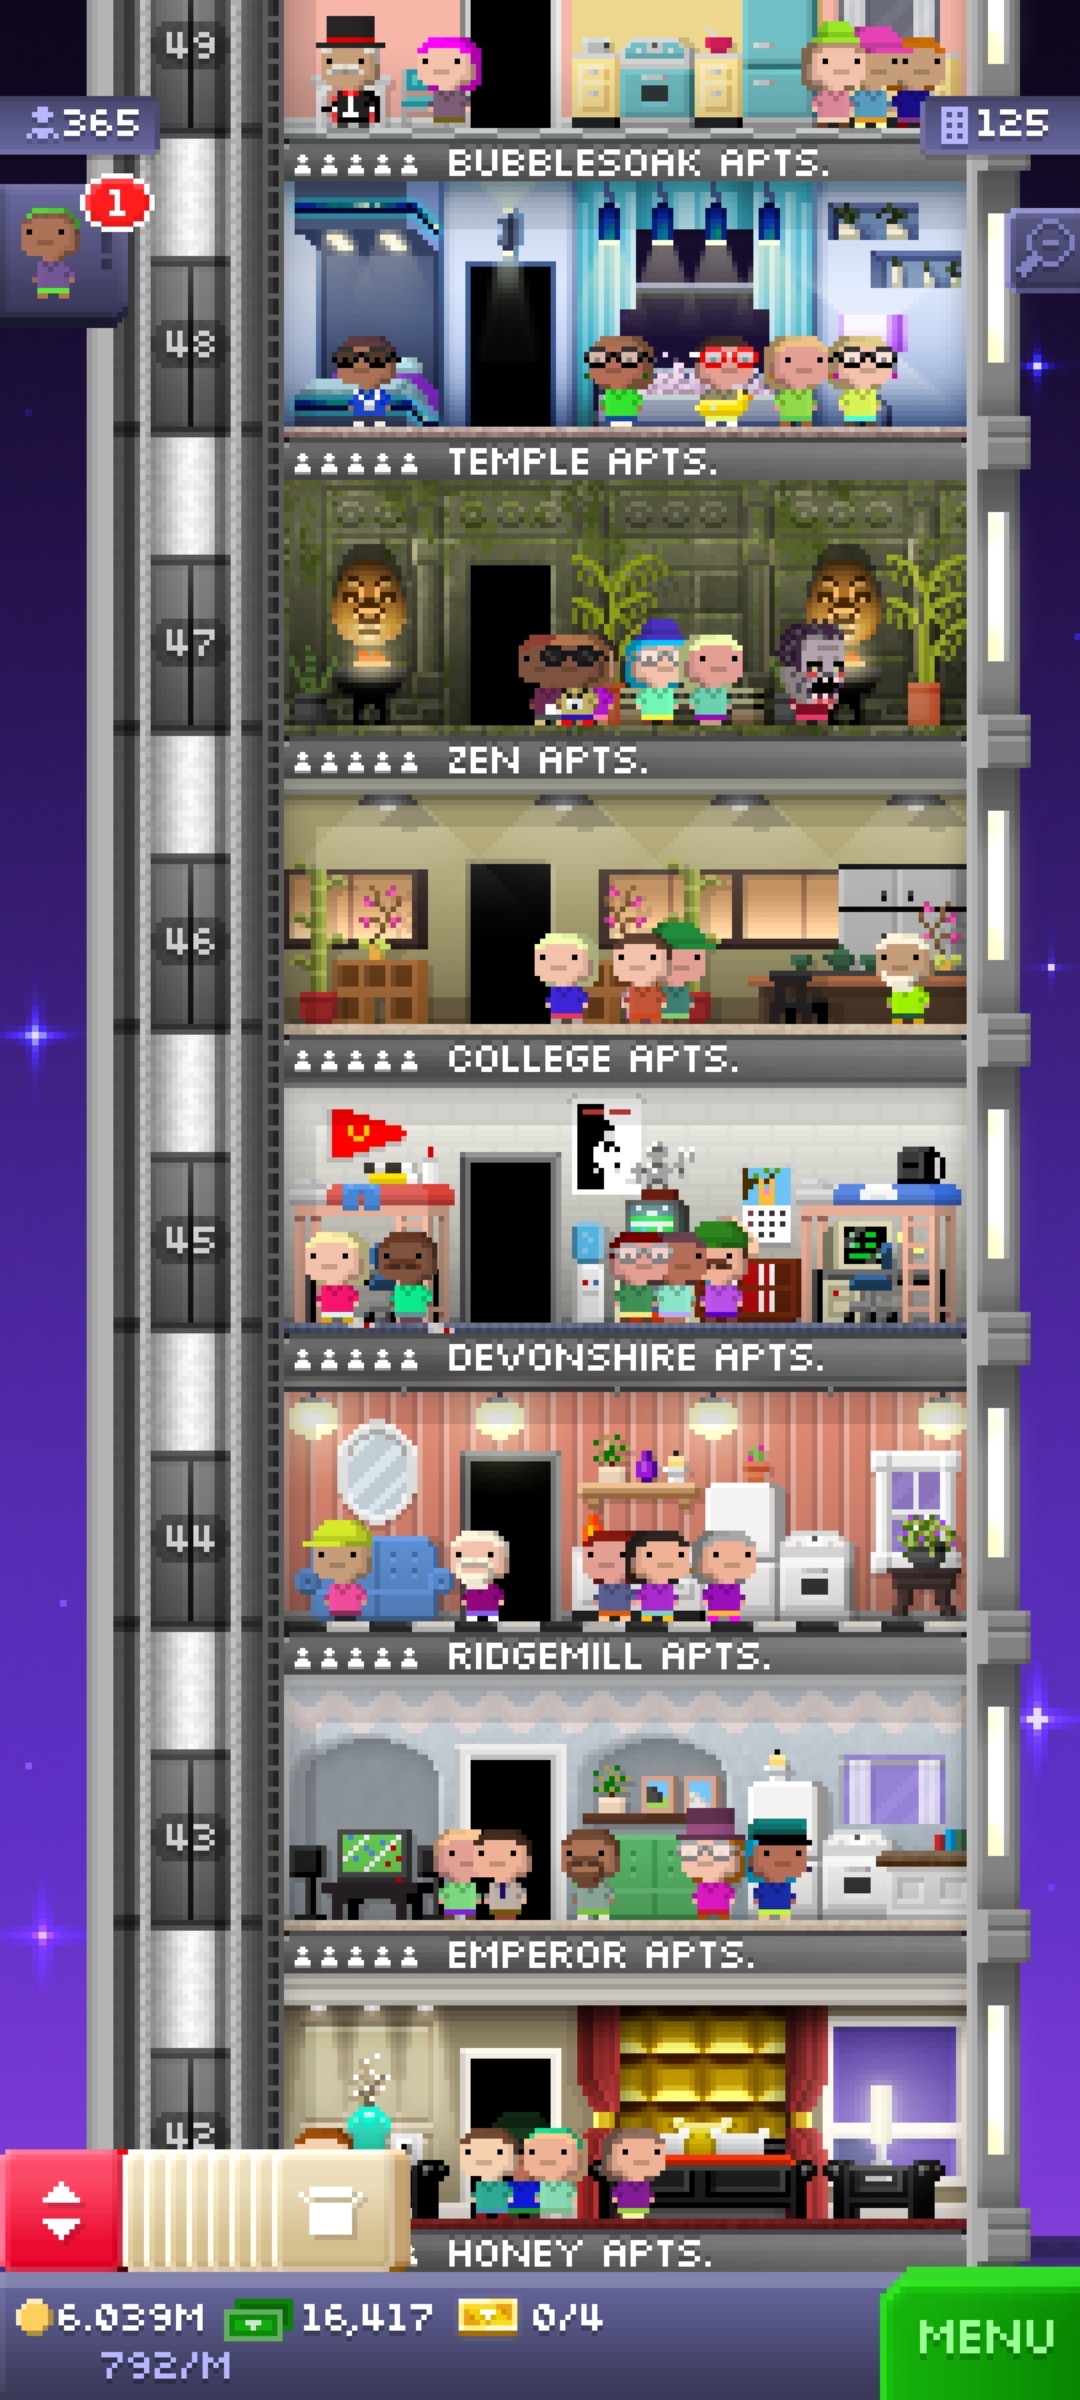 49
365
125
BUBBLESOAK APTS.
1
48
TEMPLE APTS.
47
ZEN APTS.
46
COLLEGE APTS.
45
DEVONSHIRE APTS.
44
RIDGEMILL APTS.
43
EMPEROR APTS.
42
HONEY APTS.
6.039M 16,417 0/4
792/M
MENU